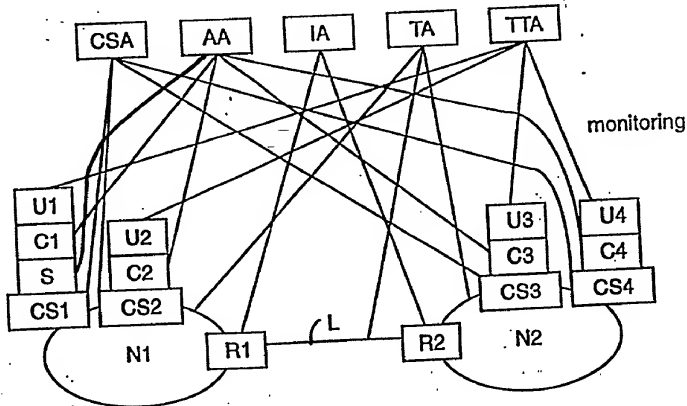 CSA AA IA TA TTA
monitoring
U1
C1
S
CS1
U2
C2
CS2
U3
C3
CS3
U4
C4
CS4
N1
R1
L
R2
N2